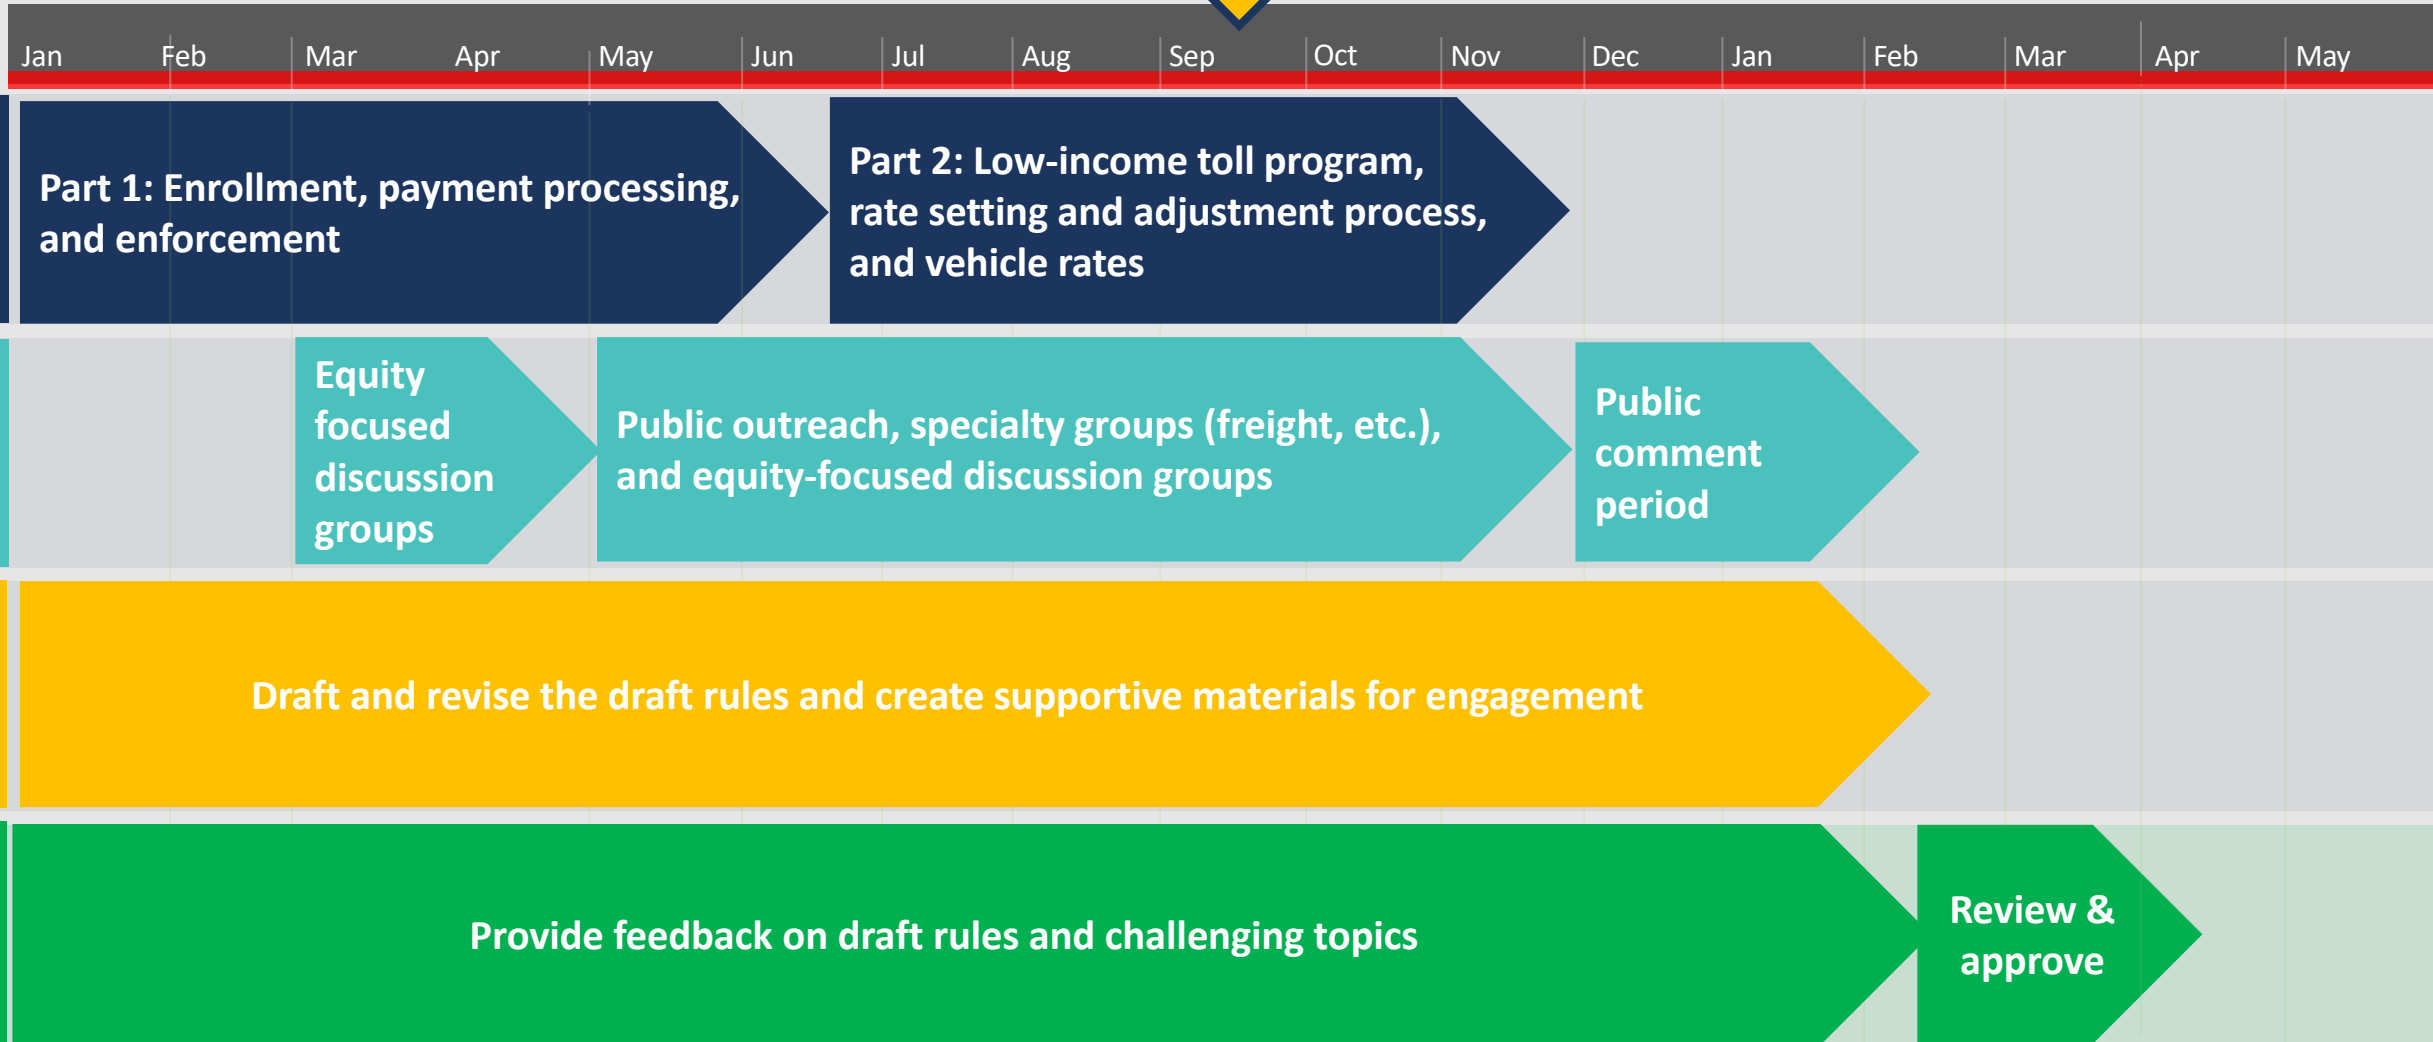 Jan Feb Mar Apr May Jun Jul Aug Sep Oct Nov Dec Jan Feb Mar Apr May
Part 1: Enrollment, payment processing,
and enforcement
Part 2: Low-income toll program,
rate setting and adjustment process,
and vehicle rates
Equity
focused
discussion
groups
Public outreach, specialty groups (freight, etc.),
and equity-focused discussion groups
Public
comment
period
Draft and revise the draft rules and create supportive materials for engagement
Provide feedback on draft rules and challenging topics
Review &
approve